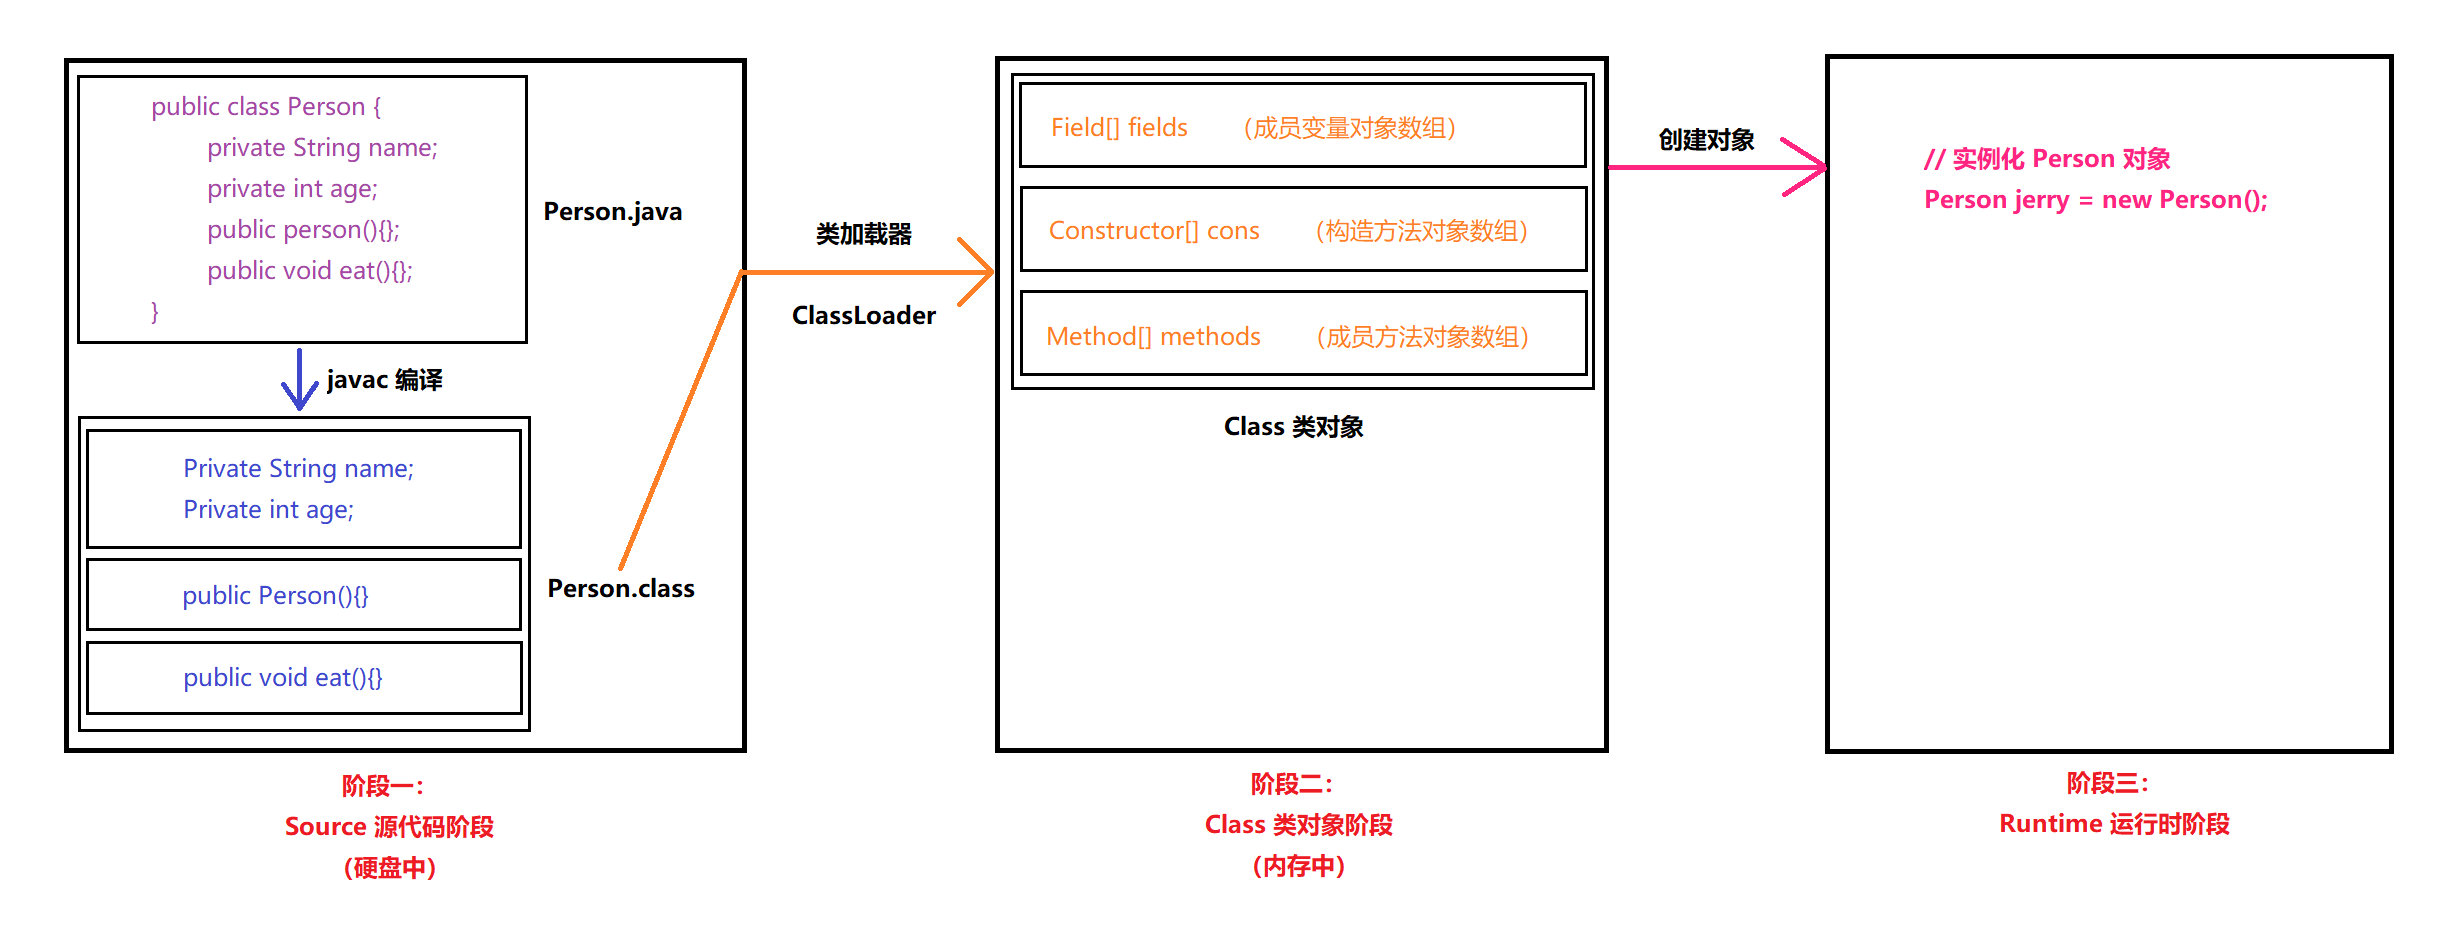 public class Person {
private String name;
private int age;
public person(){};
public void eat(){};
}
Person.java
javac 编译
Private String name;
Private int age;
public Person(){}
public void eat(){}
Person.class
阶段一：
Source 源代码阶段
（硬盘中）
类加载器
ClassLoader
Field[] fields （成员变量对象数组）
Constructor[] cons （构造方法对象数组）
Method[] methods （成员方法对象数组）
Class 类对象
阶段二：
Class 类对象阶段
（内存中）
创建对象
// 实例化 Person 对象
Person jerry = new Person();
阶段三：
Runtime 运行时阶段